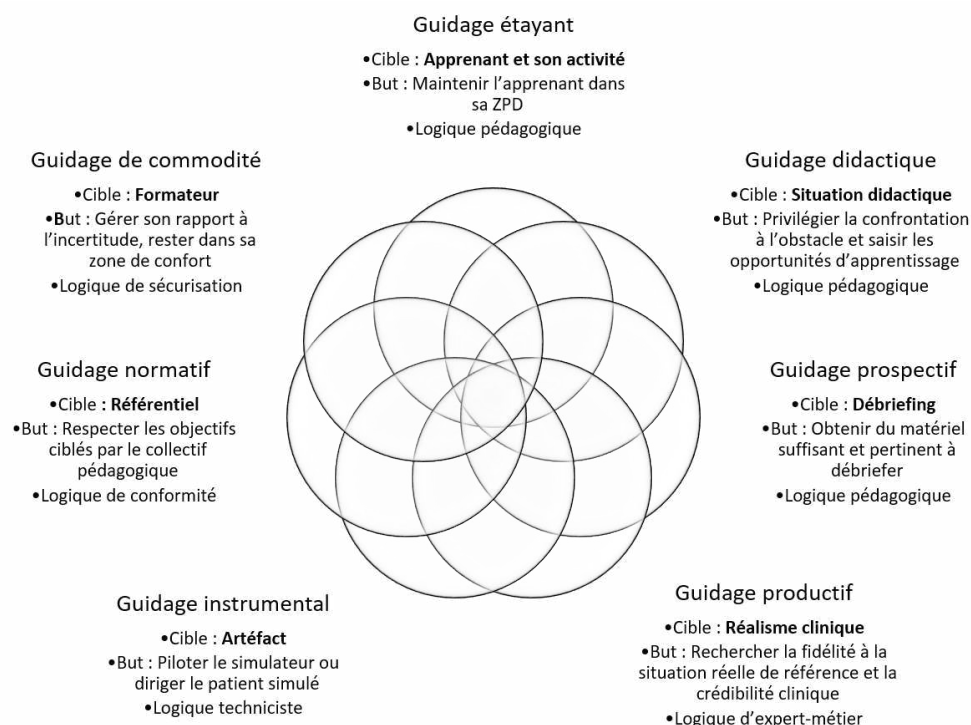 Guidage étayant
•Cible : Apprenant et son activité
•But : Maintenir l’apprenant dans
sa ZPD
•Logique pédagogique
Guidage de commodité
•Cible : Formateur
•But : Gérer son rapport à
l’incertitude, rester dans sa
zone de confort
•Logique de sécurisation
Guidage didactique
•Cible : Situation didactique
•But : Privilégier la confrontation
à l’obstacle et saisir les
opportunités d’apprentissage
•Logique pédagogique
Guidage normatif
•Cible : Référentiel
•But : Respecter les objectifs
ciblés par le collectif
pédagogique
•Logique de conformité
Guidage prospectif
•Cible : Débriefing
•But : Obtenir du matériel
suffisant et pertinent à
débriefer
•Logique pédagogique
Guidage instrumental
•Cible : Artéfact
•But : Piloter le simulateur ou
diriger le patient simulé
•Logique techniciste
Guidage productif
•Cible : Réalisme clinique
•But : Rechercher la fidélité à la
situation réelle de référence et la
crédibilité clinique
•Logique d’expert-métier